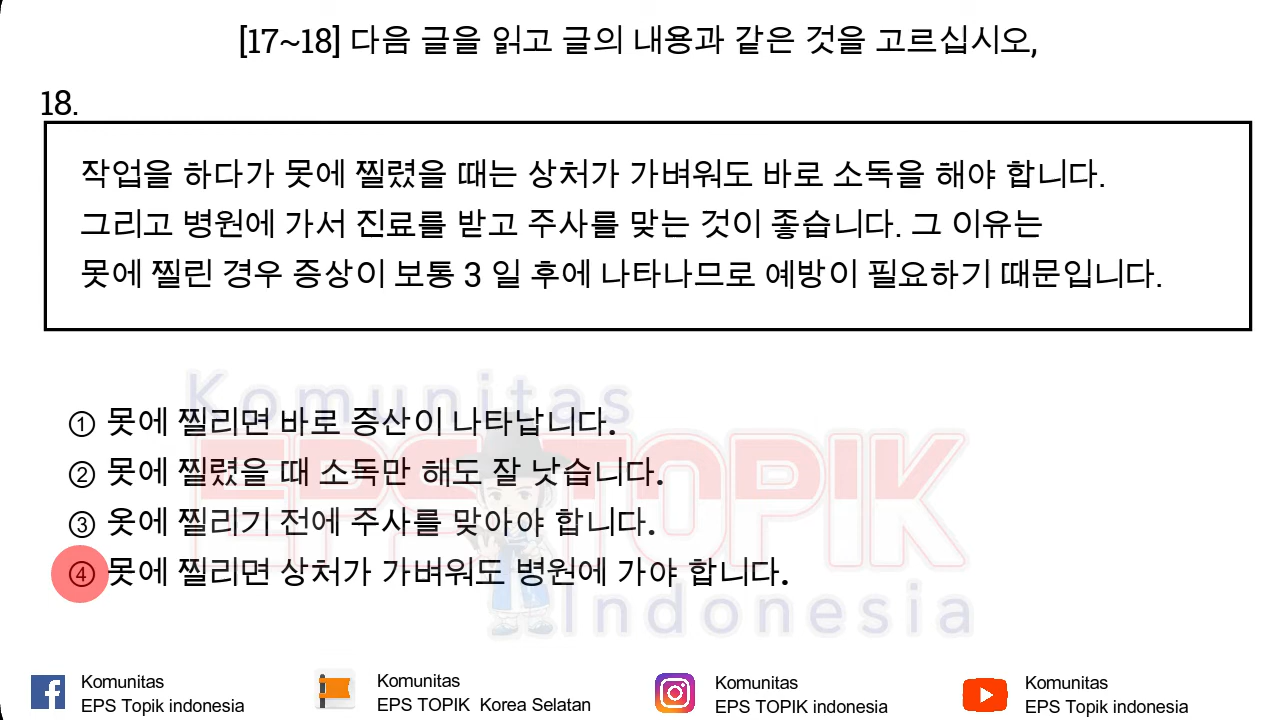 [17~18] 다음 글을 읽고 글의 내용과 같은 것을 고르십시오,
18.
작업을 하다가 못에 찔렸을 때는 상처가 가벼워도 바로 소독을 해야 합니다.
그리고 병원에 가서 진료를 받고 주사를 맞는 것이 좋습니다. 그 이유는
못에 찔린 경우 증상이 보통 3 일 후에 나타나므로 예방이 필요하기 때문입니다.
① 못에 찔리면 바로 증산이 나타납니다.
② 못에 찔렸을 때 소독만 해도 잘 낫습니다.
③ 옷에 찔리기 전에 주사를 맞아야 합니다.
④ 못에 찔리면 상처가 가벼워도 병원에 가야 합니다.
Komunitas
EPS TOPIK
Indonesia
Komunitas
EPS Topik indonesia
Komunitas
EPS TOPIK Korea Selatan
Komunitas
EPS TOPIK indonesia
Komunitas
EPS Topik Indonesia